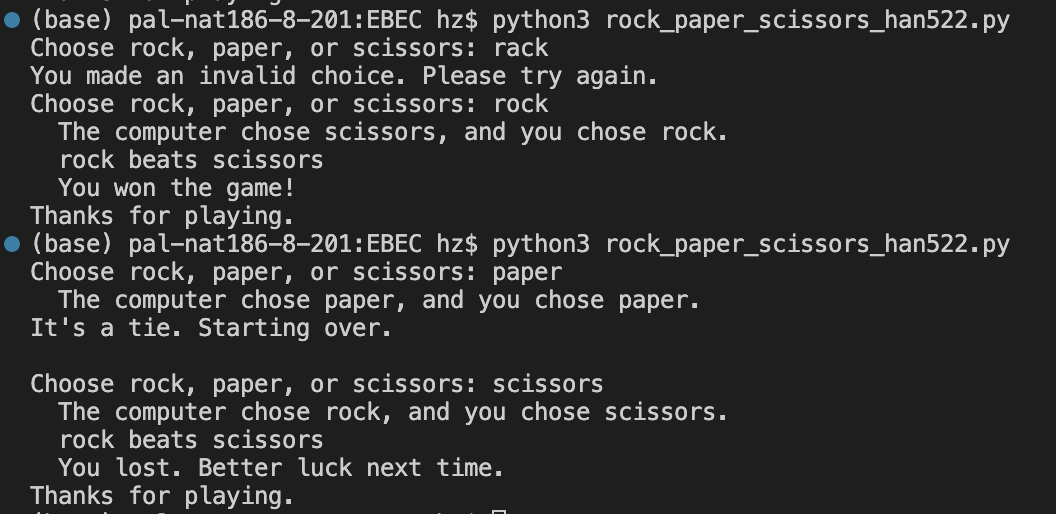 (base) pal-nat186-8-201:EBEC hz$ python3 rock_paper_scissors_han522.py
Choose rock, paper, or scissors: rack
You made an invalid choice. Please try again.
Choose rock, paper, or scissors: rock
  The computer chose scissors, and you chose rock.
  rock beats scissors
  You won the game!
Thanks for playing.
(base) pal-nat186-8-201:EBEC hz$ python3 rock_paper_scissors_han522.py
Choose rock, paper, or scissors: paper
  The computer chose paper, and you chose paper.
It's a tie. Starting over.

Choose rock, paper, or scissors: scissors
  The computer chose rock, and you chose scissors.
  rock beats scissors
  You lost. Better luck next time.
Thanks for playing.